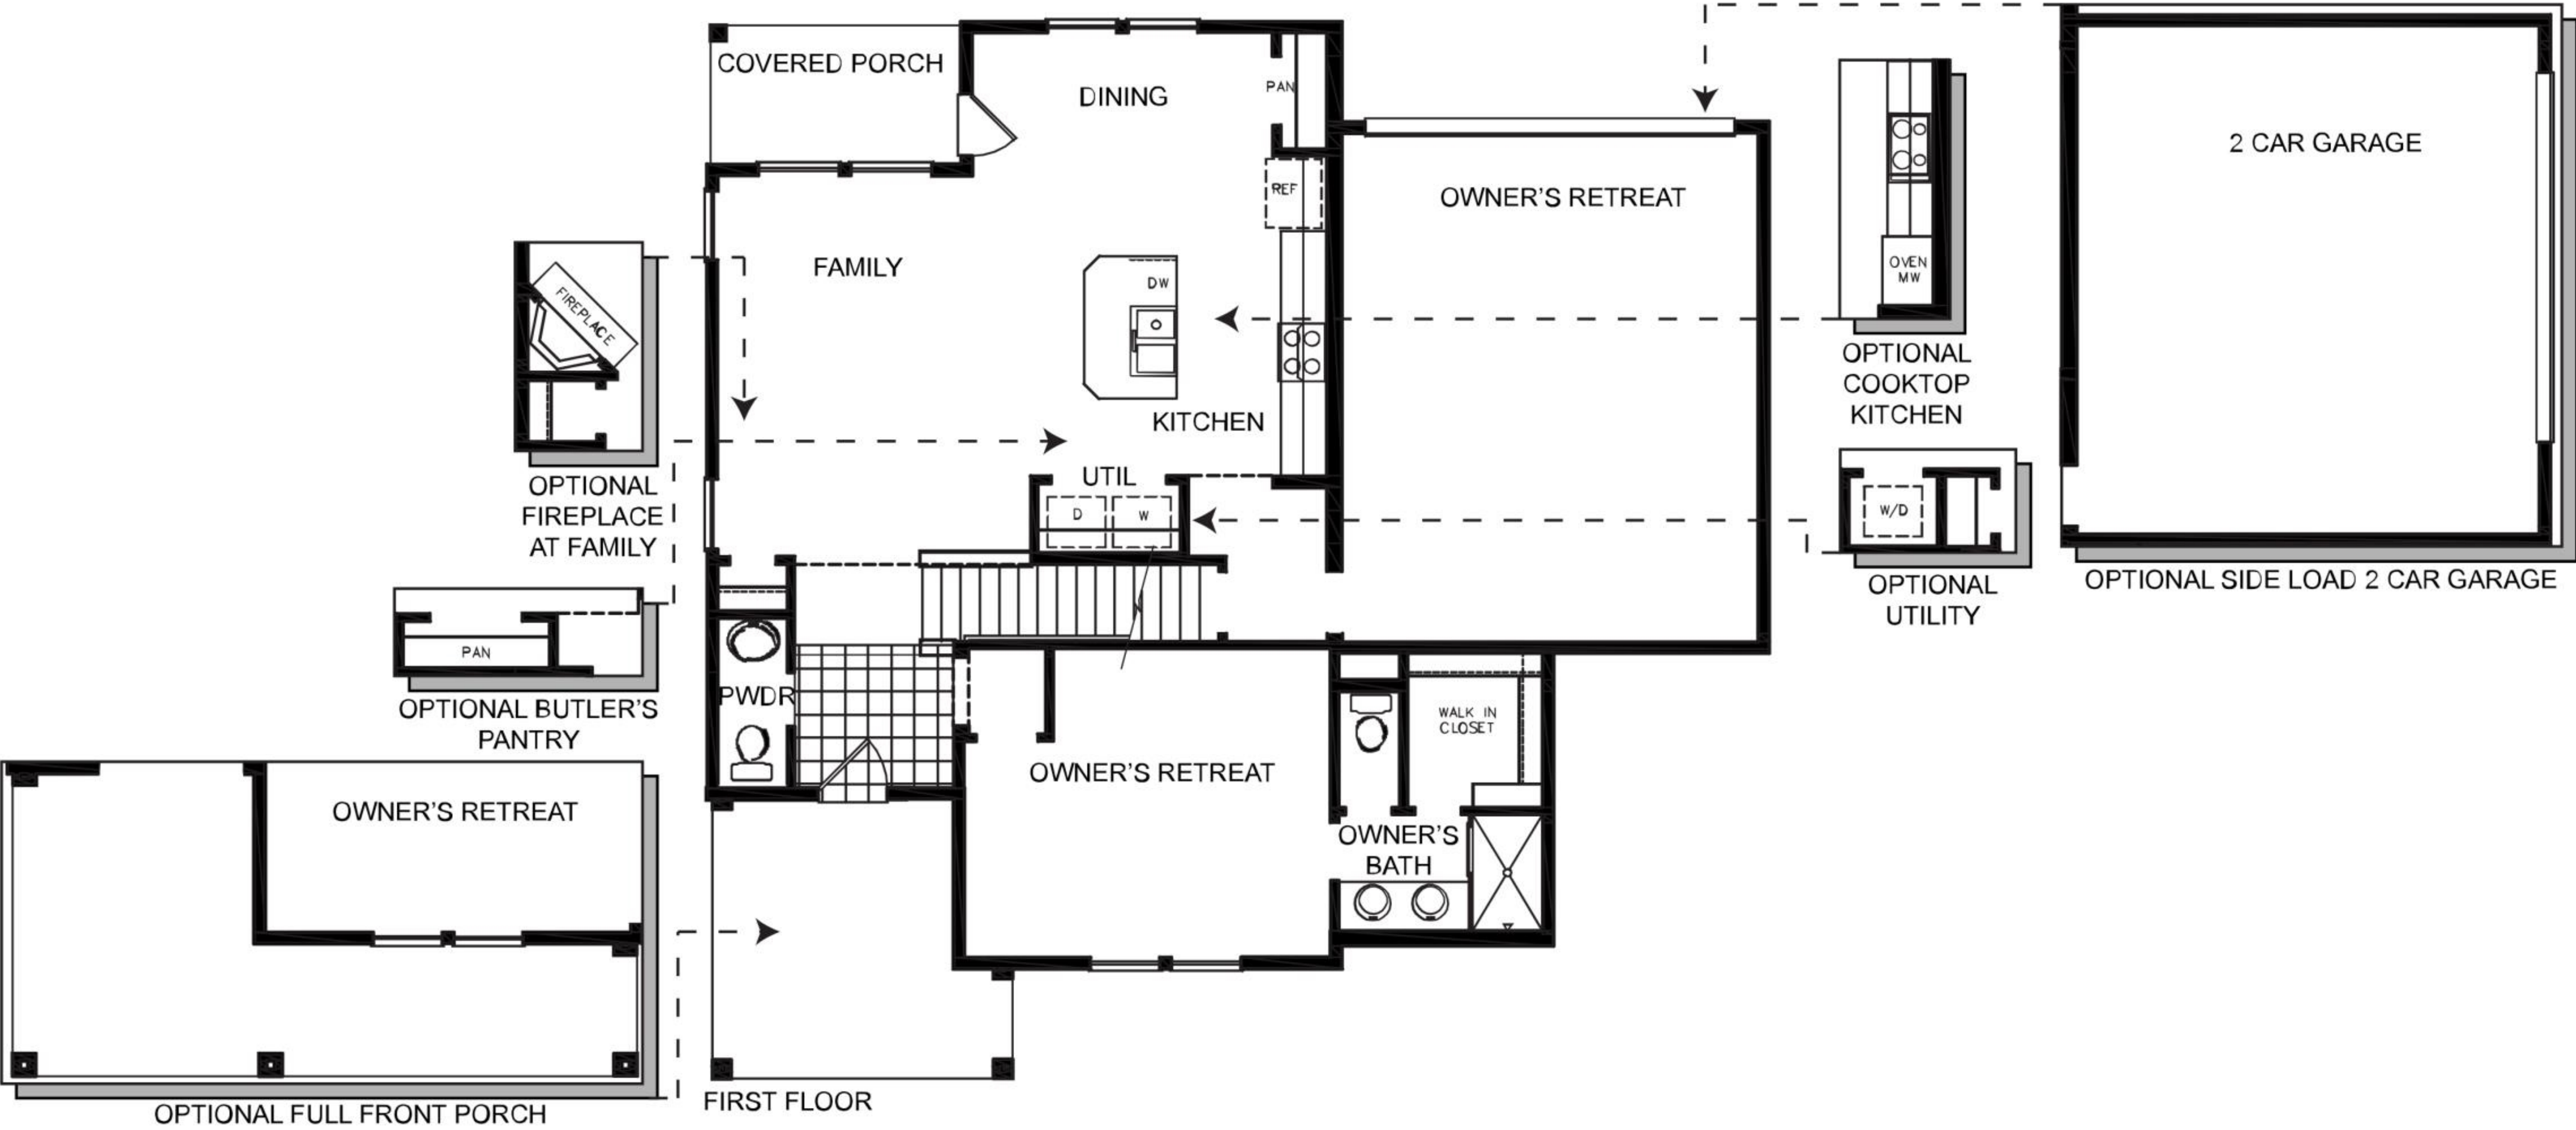 COVERED PORCH
DINING
PAN
2 CAR GARAGE
REF
OWNER'S RETREAT
FAMILY
DW
OVEN
MW
FIREPLACE
OPTIONAL
COOKTOP
KITCHEN
KITCHEN
UTIL
D
W
W/D
OPTIONAL
FIREPLACE
AT FAMILY
OPTIONAL SIDE LOAD 2 CAR GARAGE
OPTIONAL
UTILITY
PAN
OPTIONAL BUTLER'S
PANTRY
PWDR
WALK IN
CLOSET
OWNER'S RETREAT
OWNER'S RETREAT
OWNER'S
BATH
FIRST FLOOR
OPTIONAL FULL FRONT PORCH